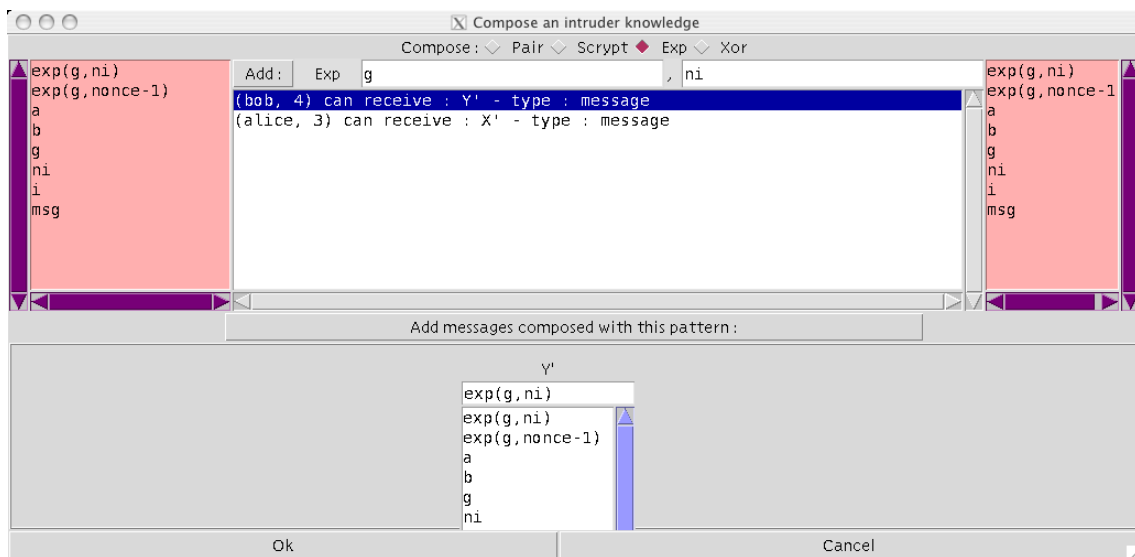 Compose an intruder knowledge
Compose : Pair Scrypt Exp Xor
exp(g,ni)
exp(g,nonce-1)
a
b
g
ni
i
msg
Add : Exp g , ni
(bob, 4) can receive : Y' - type : message
(alice, 3) can receive : X' - type : message
exp(g,ni)
exp(g,nonce-1
a
b
g
ni
i
msg
Add messages composed with this pattern :
Y'
exp(g,ni)
exp(g,ni)
exp(g,nonce-1)
a
b
g
ni
Ok Cancel